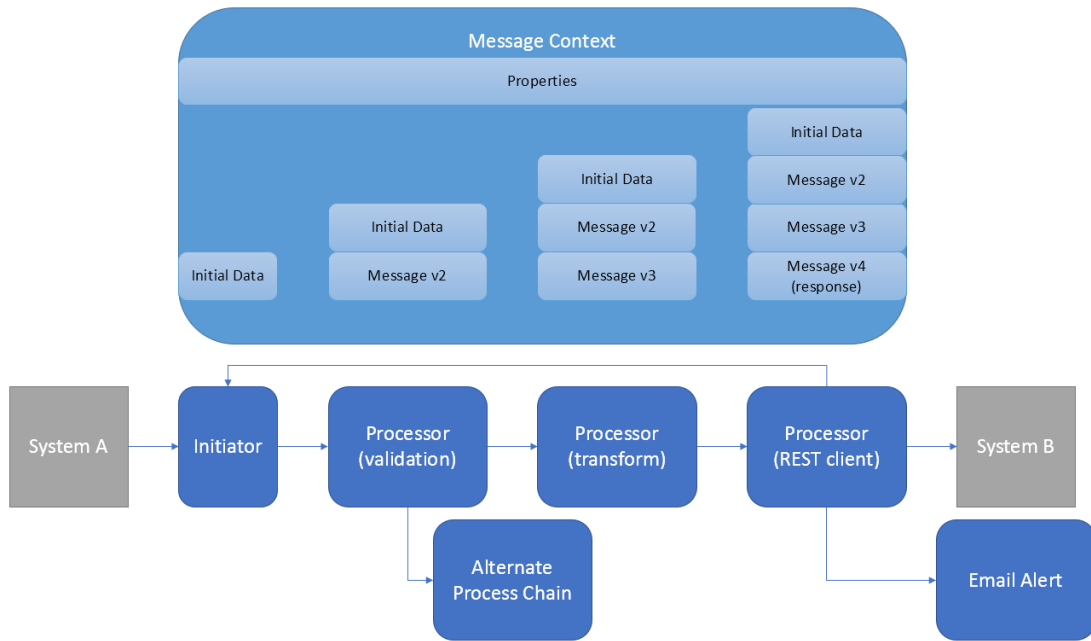 Message Context
Properties
Initial Data
Initial Data
Message v2
Initial Data
Message v2
Message v3
Initial Data
Message v2
Message v3
Message v4
(response)
System A
Initiator
Processor
(validation)
Processor
(transform)
Processor
(REST client)
System B
Alternate
Process Chain
Email Alert